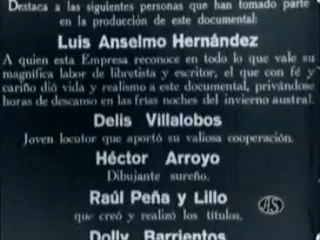 Destaca a las siguientes personas que han tomado parte
en la producción de este documental:
Luis Anselmo Hernández
A quien esta Empresa reconoce en todo lo que vale su
magnífica labor de libretista y escritor, el que con fé y
cariño dió vida y realismo a este documental, privándose
horas de descanso en las frías noches del invierno austral.
Delis Villalobos
Joven locutor que aportó su valiosa cooperación.
Héctor Arroyo
Dibujante sureño.
Raúl Peña y Lillo
que creó y realizó los títulos.
AS
Dolly Barrientos